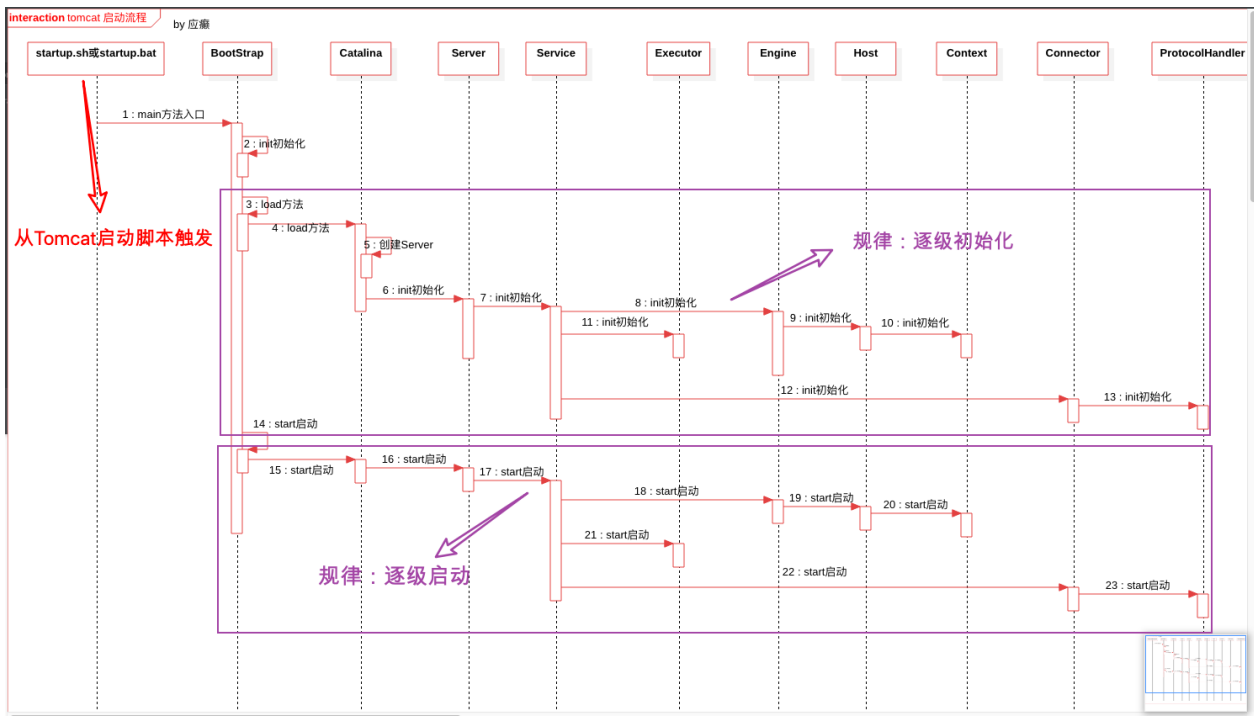 interaction tomcat 启动流程
by 应癫
startup.sh或startup.bat
BootStrap
Catalina
Server
Service
Executor
Engine
Host
Context
Connector
ProtocolHandler
1 : main方法入口
2 : init初始化
3 : load方法
4 : load方法
从Tomcat启动脚本触发
5 : 创建Server
规律：逐级初始化
6 : init初始化
7 : init初始化
8 : init初始化
9 : init初始化
10 : init初始化
11 : init初始化
12 : init初始化
13 : init初始化
14 : start启动
15 : start启动
16 : start启动
17 : start启动
18 : start启动
19 : start启动
20 : start启动
21 : start启动
规律：逐级启动
22 : start启动
23 : start启动